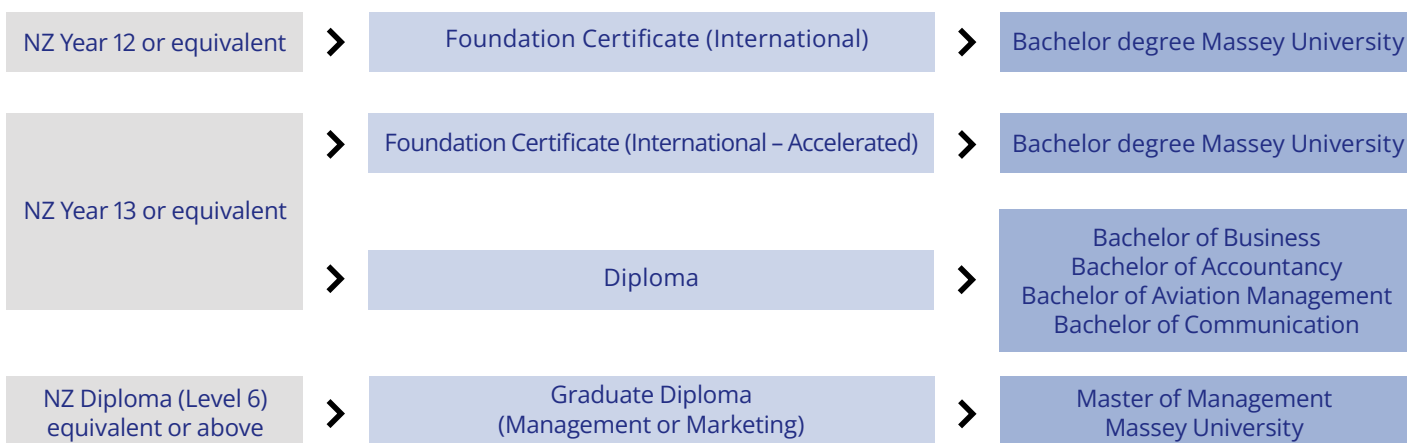 NZ Year 12 or equivalent
Foundation Certificate (International)
Bachelor degree Massey University
NZ Year 13 or equivalent
Foundation Certificate (International – Accelerated)
Bachelor degree Massey University
Diploma
Bachelor of Business
Bachelor of Accountancy
Bachelor of Aviation Management
Bachelor of Communication
NZ Diploma (Level 6)
equivalent or above
Graduate Diploma
(Management or Marketing)
Master of Management
Massey University